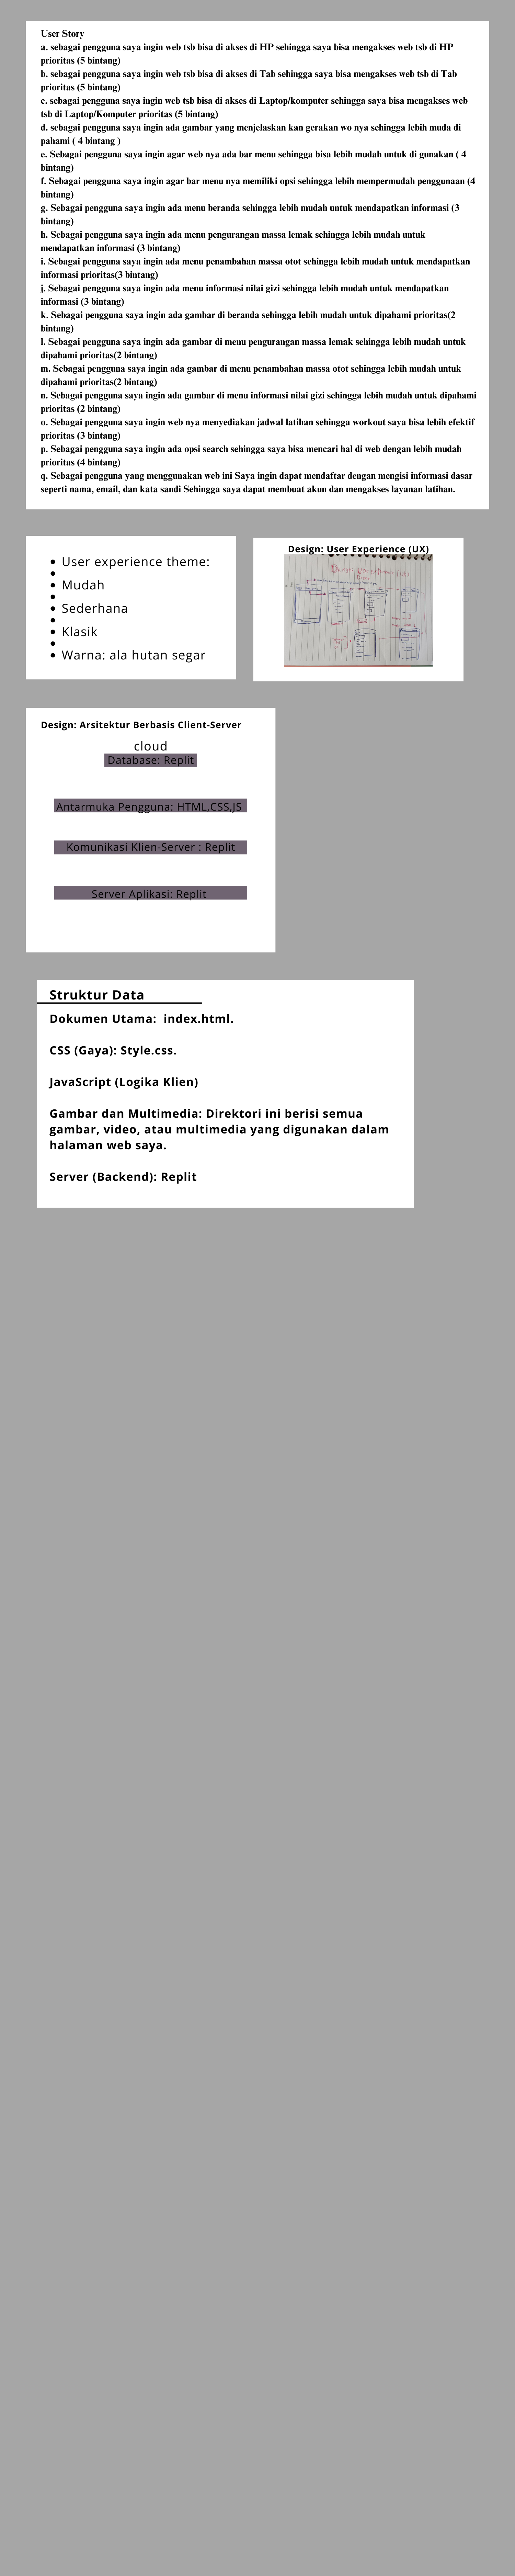 User Story
a. sebagai pengguna saya ingin web tsb bisa di akses di HP sehingga saya bisa mengakses web tsb di HP
prioritas (5 bintang)
b. sebagai pengguna saya ingin web tsb bisa di akses di Tab sehingga saya bisa mengakses web tsb di Tab
prioritas (5 bintang)
c. sebagai pengguna saya ingin web tsb bisa di akses di Laptop/komputer sehingga saya bisa mengakses web
tsb di Laptop/Komputer prioritas (5 bintang)
d. sebagai pengguna saya ingin ada gambar yang menjelaskan kan gerakan wo nya sehingga lebih muda di
pahami ( 4 bintang )
e. Sebagai pengguna saya ingin agar web nya ada bar menu sehingga bisa lebih mudah untuk di gunakan ( 4
bintang)
f. Sebagai pengguna saya ingin agar bar menu nya memiliki opsi sehingga lebih mempermudah penggunaan (4
bintang)
g. Sebagai pengguna saya ingin ada menu beranda sehingga lebih mudah untuk mendapatkan informasi (3
bintang)
h. Sebagai pengguna saya ingin ada menu pengurangan massa lemak sehingga lebih mudah untuk
mendapatkan informasi (3 bintang)
i. Sebagai pengguna saya ingin ada menu penambahan massa otot sehingga lebih mudah untuk mendapatkan
informasi prioritas(3 bintang)
j. Sebagai pengguna saya ingin ada menu informasi nilai gizi sehingga lebih mudah untuk mendapatkan
informasi (3 bintang)
k. Sebagai pengguna saya ingin ada gambar di beranda sehingga lebih mudah untuk dipahami prioritas(2
bintang)
l. Sebagai pengguna saya ingin ada gambar di menu pengurangan massa lemak sehingga lebih mudah untuk
dipahami prioritas(2 bintang)
m. Sebagai pengguna saya ingin ada gambar di menu penambahan massa otot sehingga lebih mudah untuk
dipahami prioritas(2 bintang)
n. Sebagai pengguna saya ingin ada gambar di menu informasi nilai gizi sehingga lebih mudah untuk dipahami
prioritas (2 bintang)
o. Sebagai pengguna saya ingin web nya menyediakan jadwal latihan sehingga workout saya bisa lebih efektif
prioritas (3 bintang)
p. Sebagai pengguna saya ingin ada opsi search sehingga saya bisa mencari hal di web dengan lebih mudah
prioritas (4 bintang)
q. Sebagai pengguna yang menggunakan web ini Saya ingin dapat mendaftar dengan mengisi informasi dasar
seperti nama, email, dan kata sandi Sehingga saya dapat membuat akun dan mengakses layanan latihan.
User experience theme:
Mudah
Sederhana
Klasik
Warna: ala hutan segar
Design: User Experience (UX)
Design: Arsitektur Berbasis Client-Server
cloud
Database: Replit
Antarmuka Pengguna: HTML,CSS,JS
Komunikasi Klien-Server : Replit
Server Aplikasi: Replit
Struktur Data
Dokumen Utama: index.html.
CSS (Gaya): Style.css.
JavaScript (Logika Klien)
Gambar dan Multimedia: Direktori ini berisi semua
gambar, video, atau multimedia yang digunakan dalam
halaman web saya.
Server (Backend): Replit